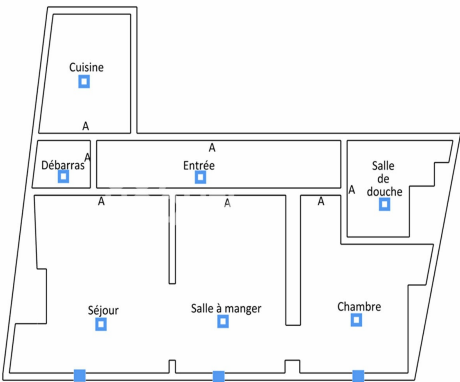 Cuisine
A
A
Débarras
A
Entrée
Salle
de
douche
A
A
A
A
Séjour
Salle à manger
Chambre